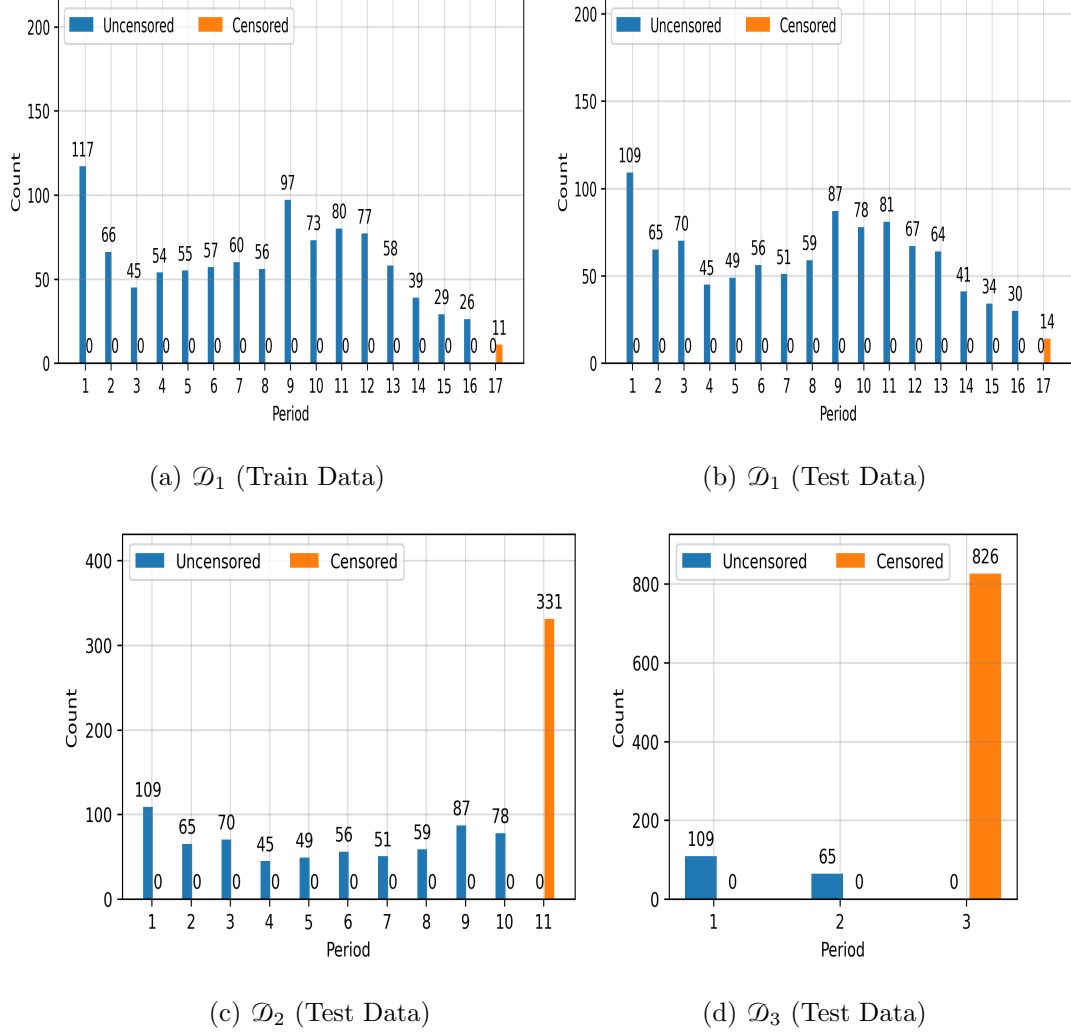 Uncensored Censored
200
150
100
50
0
Count
117 66 45 54 55 57 60 56 97 73 80 77 58 39 29 26 0
0 0 0 0 0 0 0 0 0 0 0 0 0 0 0 0 11
1 2 3 4 5 6 7 8 9 10 11 12 13 14 15 16 17
Period
(a) 𝒟1 (Train Data)
Uncensored Censored
200
150
100
50
0
Count
109 65 70 45 49 56 51 59 87 78 81 67 64 41 34 30 0
0 0 0 0 0 0 0 0 0 0 0 0 0 0 0 0 14
1 2 3 4 5 6 7 8 9 10 11 12 13 14 15 16 17
Period
(b) 𝒟1 (Test Data)
Uncensored Censored
400
300
200
100
0
Count
109 65 70 45 49 56 51 59 87 78 0
0 0 0 0 0 0 0 0 0 0 331
1 2 3 4 5 6 7 8 9 10 11
Period
(c) 𝒟2 (Test Data)
Uncensored Censored
800
600
400
200
0
Count
109 65 0
0 0 826
1 2 3
Period
(d) 𝒟3 (Test Data)